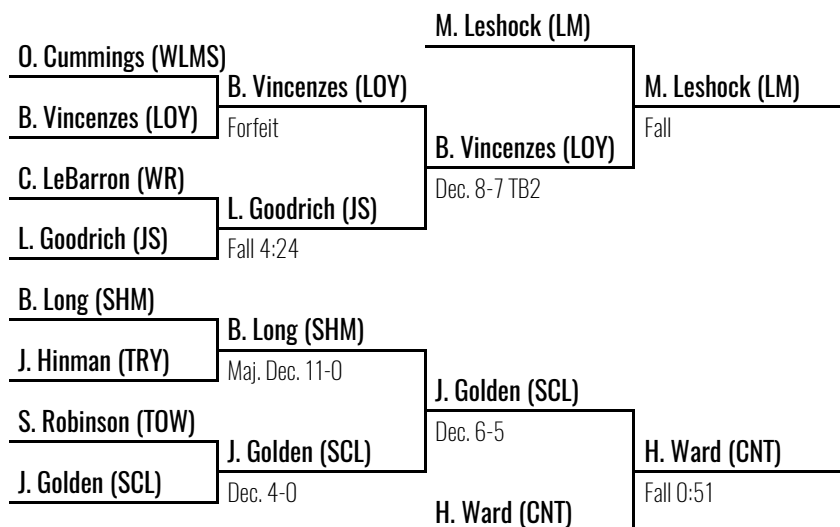 M. Leshock (LM)
O. Cummings (WLMS)
B. Vincenzes (LOY)
M. Leshock (LM)
B. Vincenzes (LOY)
Forfeit
Fall
B. Vincenzes (LOY)
C. LeBarron (WR)
Dec. 8-7 TB2
L. Goodrich (JS)
L. Goodrich (JS)
Fall 4:24
B. Long (SHM)
B. Long (SHM)
J. Hinman (TRY)
Maj. Dec. 11-0
J. Golden (SCL)
S. Robinson (TOW)
Dec. 6-5
J. Golden (SCL)
H. Ward (CNT)
J. Golden (SCL)
Dec. 4-0
Fall 0:51
H. Ward (CNT)